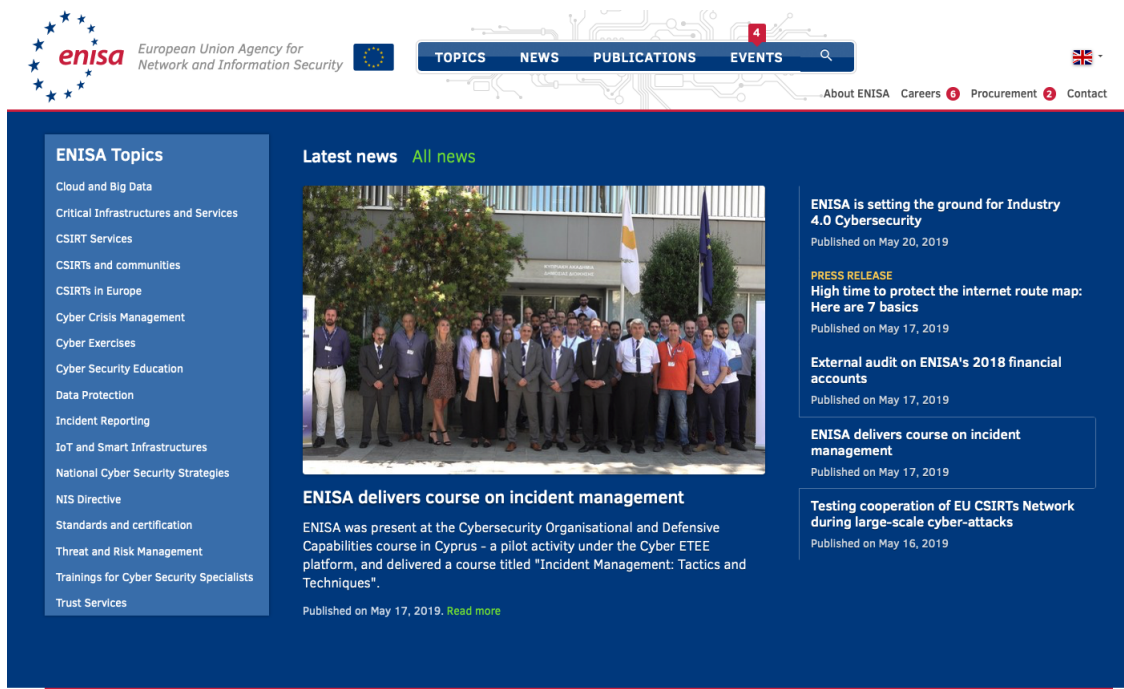 enisa
European Union Agency for
Network and Information Security
TOPICS NEWS PUBLICATIONS EVENTS
4
About ENISA Careers 6 Procurement 2 Contact
ENISA Topics
Cloud and Big Data
Critical Infrastructures and Services
CSIRT Services
CSIRTs and communities
CSIRTs in Europe
Cyber Crisis Management
Cyber Exercises
Cyber Security Education
Data Protection
Incident Reporting
IoT and Smart Infrastructures
National Cyber Security Strategies
NIS Directive
Standards and certification
Threat and Risk Management
Trainings for Cyber Security Specialists
Trust Services
Latest news All news
ENISA delivers course on incident management
ENISA was present at the Cybersecurity Organisational and Defensive
Capabilities course in Cyprus - a pilot activity under the Cyber ETEE
platform, and delivered a course titled "Incident Management: Tactics and
Techniques".
Published on May 17, 2019. Read more
ENISA is setting the ground for Industry
4.0 Cybersecurity
Published on May 20, 2019
PRESS RELEASE
High time to protect the internet route map:
Here are 7 basics
Published on May 17, 2019
External audit on ENISA's 2018 financial
accounts
Published on May 17, 2019
ENISA delivers course on incident
management
Published on May 17, 2019
Testing cooperation of EU CSIRTs Network
during large-scale cyber-attacks
Published on May 16, 2019